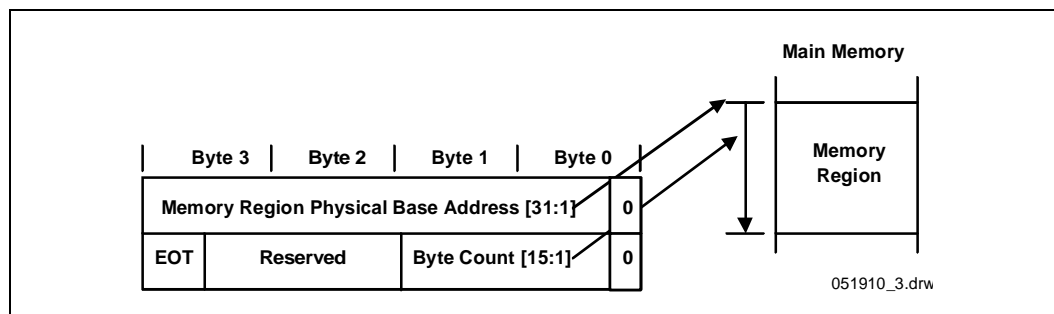 Main Memory
Byte 3 Byte 2 Byte 1 Byte 0
Memory Region
Memory Region Physical Base Address [31:1] 0
EOT Reserved Byte Count [15:1] 0
051910_3.drw